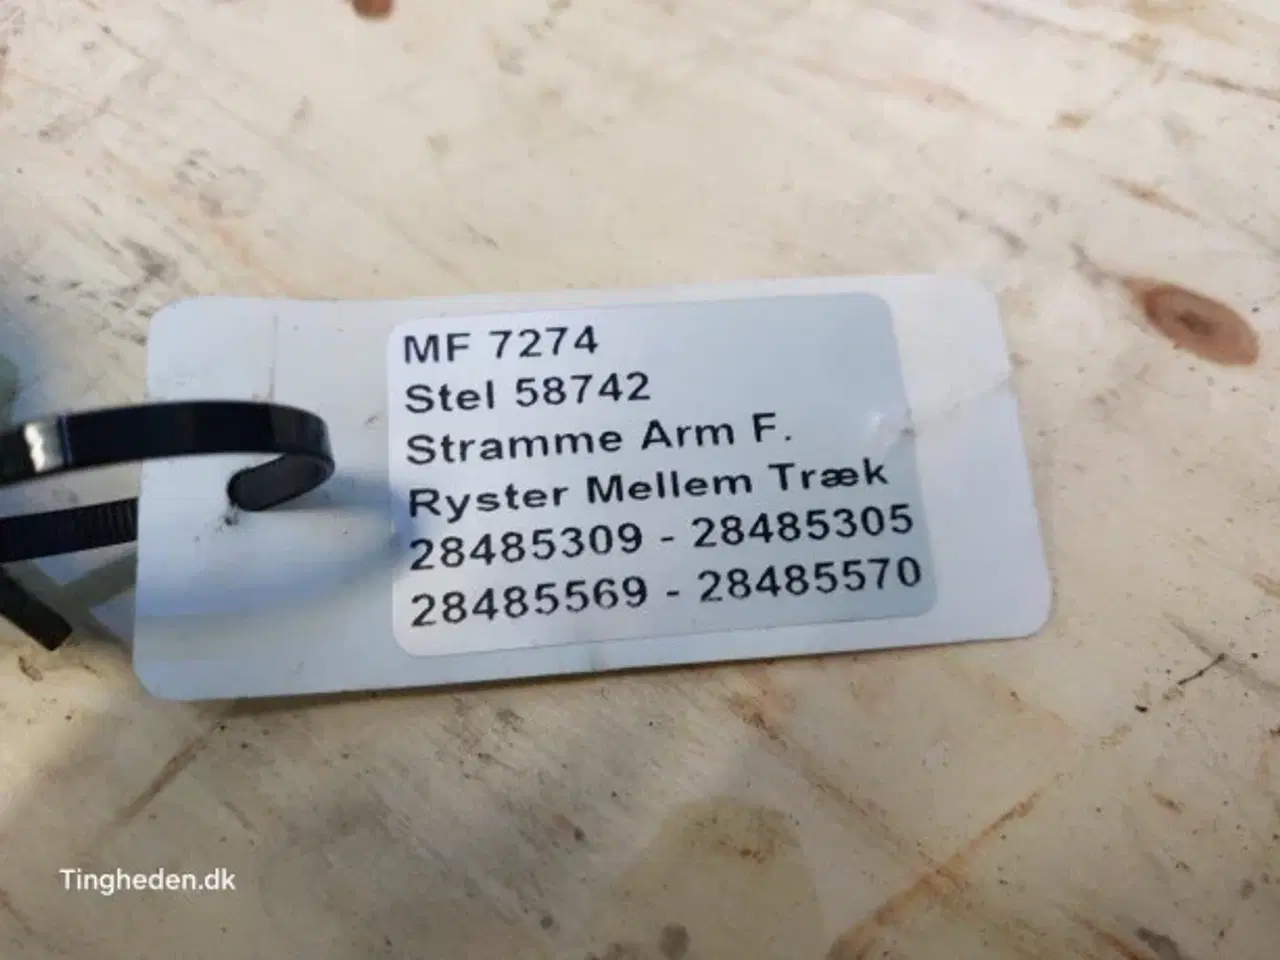 MF 7274
Stel 58742
Stramme Arm F.
Ryster Mellem Træk
28485309 - 28485305
28485569 - 28485570
Tingheden.dk